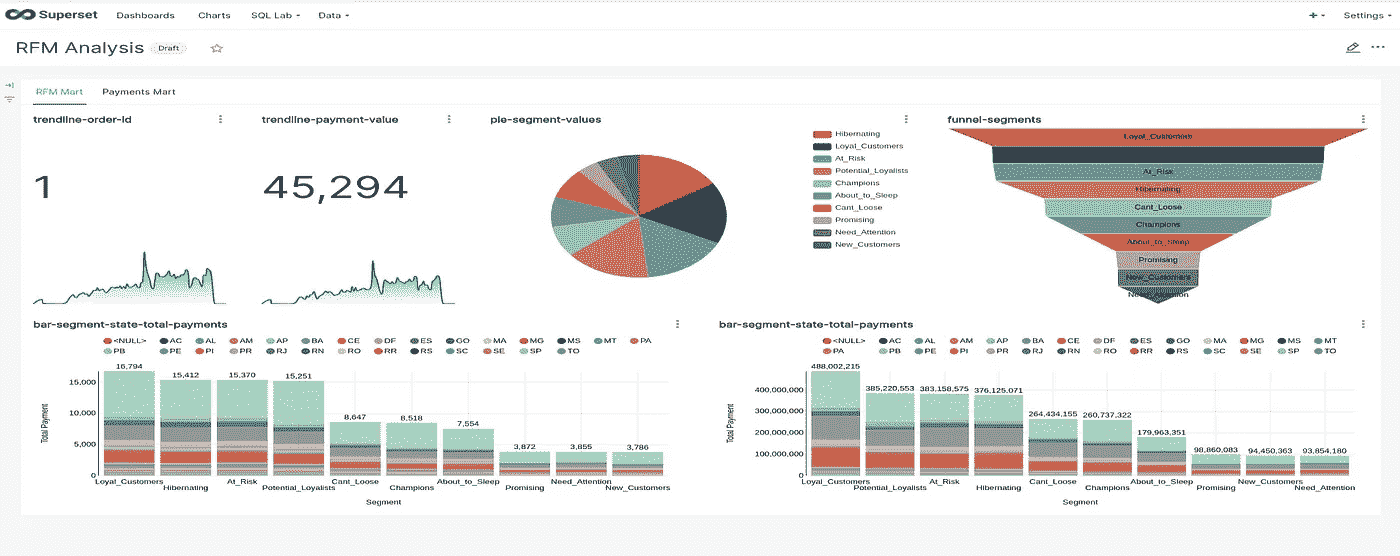 Superset Dashboards Charts SQL Lab Data Settings
RFM Analysis Draft
RFM Mart Payments Mart
trendline-order-id
1
trendline-payment-value
45,294
pie-segment-values
Hibernating
Loyal_Customers
At_Risk
Potential_Loyalists
Champions
About_to_Sleep
Cant_Loose
Promising
Need_Attention
New_Customers
funnel-segments
Loyal_Customers
At_Risk
Hibernating
Cant_Loose
Champions
About_to_Sleep
Promising
New_Customers
Need_Attention
bar-segment-state-total-payments
<NULL> AC AL AM AP BA CE DF ES GO MA MG MS MT PA
PB PE PI PR RJ RN RO RR RS SC SE SP TO
Total Payment
15,000
10,000
5,000
0
16,794 15,412 15,370 15,251 8,647 8,518 7,554 3,872 3,855 3,786
Loyal_Customers Hibernating At_Risk Potential_Loyalists Cant_Loose Champions About_to_Sleep Promising Need_Attention New_Customers
Segment
bar-segment-state-total-payments
<NULL> AC AL AM AP BA CE DF ES GO MA MG MS MT
PA PB PE PI PR RJ RN RO RR RS SC SE SP TO
Total Payment
400,000,000
300,000,000
200,000,000
100,000,000
0
488,002,215 385,220,553 383,158,575 376,125,071 264,434,155 260,737,322 179,963,351 98,860,083 94,450,363 93,854,180
Loyal_Customers Potential_Loyalists At_Risk Hibernating Cant_Loose Champions About_to_Sleep Promising New_Customers Need_Attention
Segment